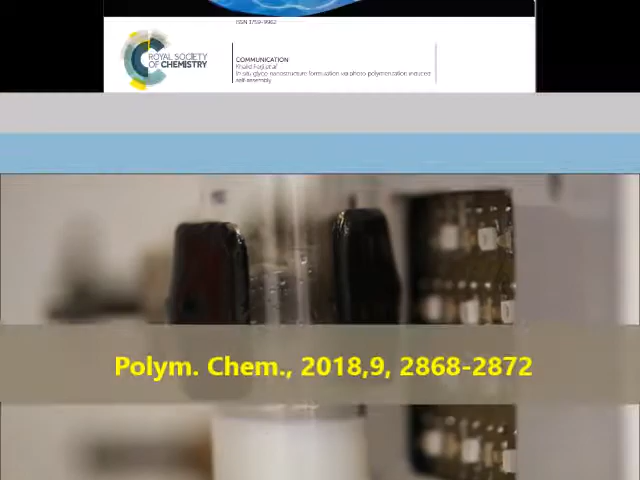 ISSN 1759-9962
ROYAL SOCIETY
OF CHEMISTRY
COMMUNICATION
Khalid Ferji et al
In situ glyco-nanostructure formulation via photo-polymerization induced
self-assembly
Polym. Chem., 2018,9, 2868-2872